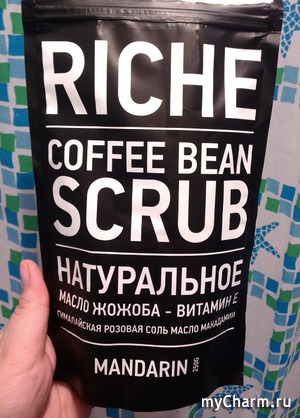 RICHE
COFFEE BEAN
SCRUB
НАТУРАЛЬНОЕ
МАСЛО ЖОЖОБА - ВИТАМИН Е
ГИМАЛАЙСКАЯ РОЗОВАЯ СОЛЬ МАСЛО МАКАДАМИИ
MANDARIN 250G
myCharm.ru